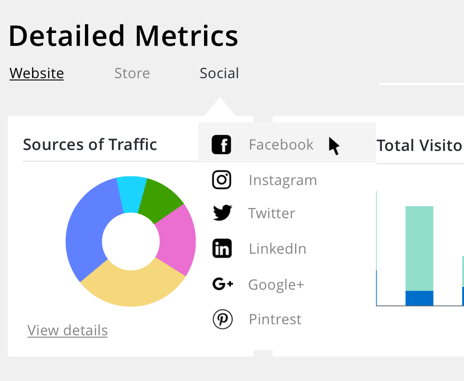 Detailed Metrics
Website Store Social
Sources of Traffic
Facebook
Instagram
Twitter
LinkedIn
Google+
Pintrest
View details
Total Visito